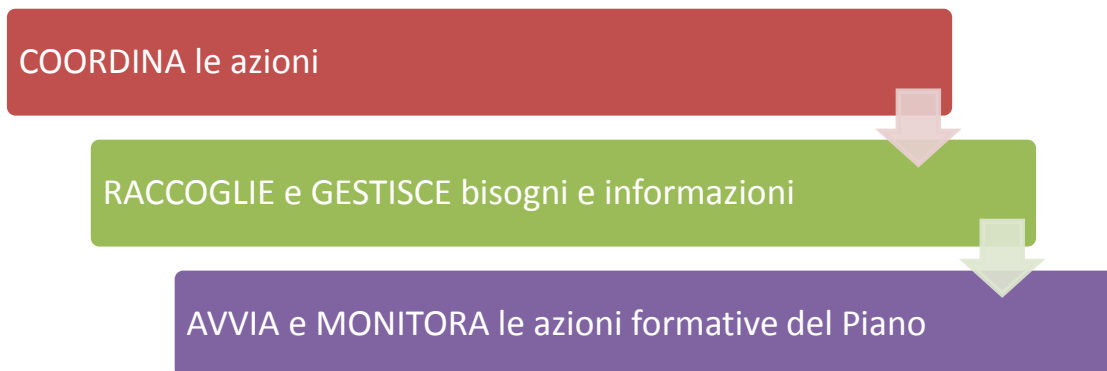 COORDINA le azioni
RACCOGLIE e GESTISCE bisogni e informazioni
AVVIA e MONITORA le azioni formative del Piano